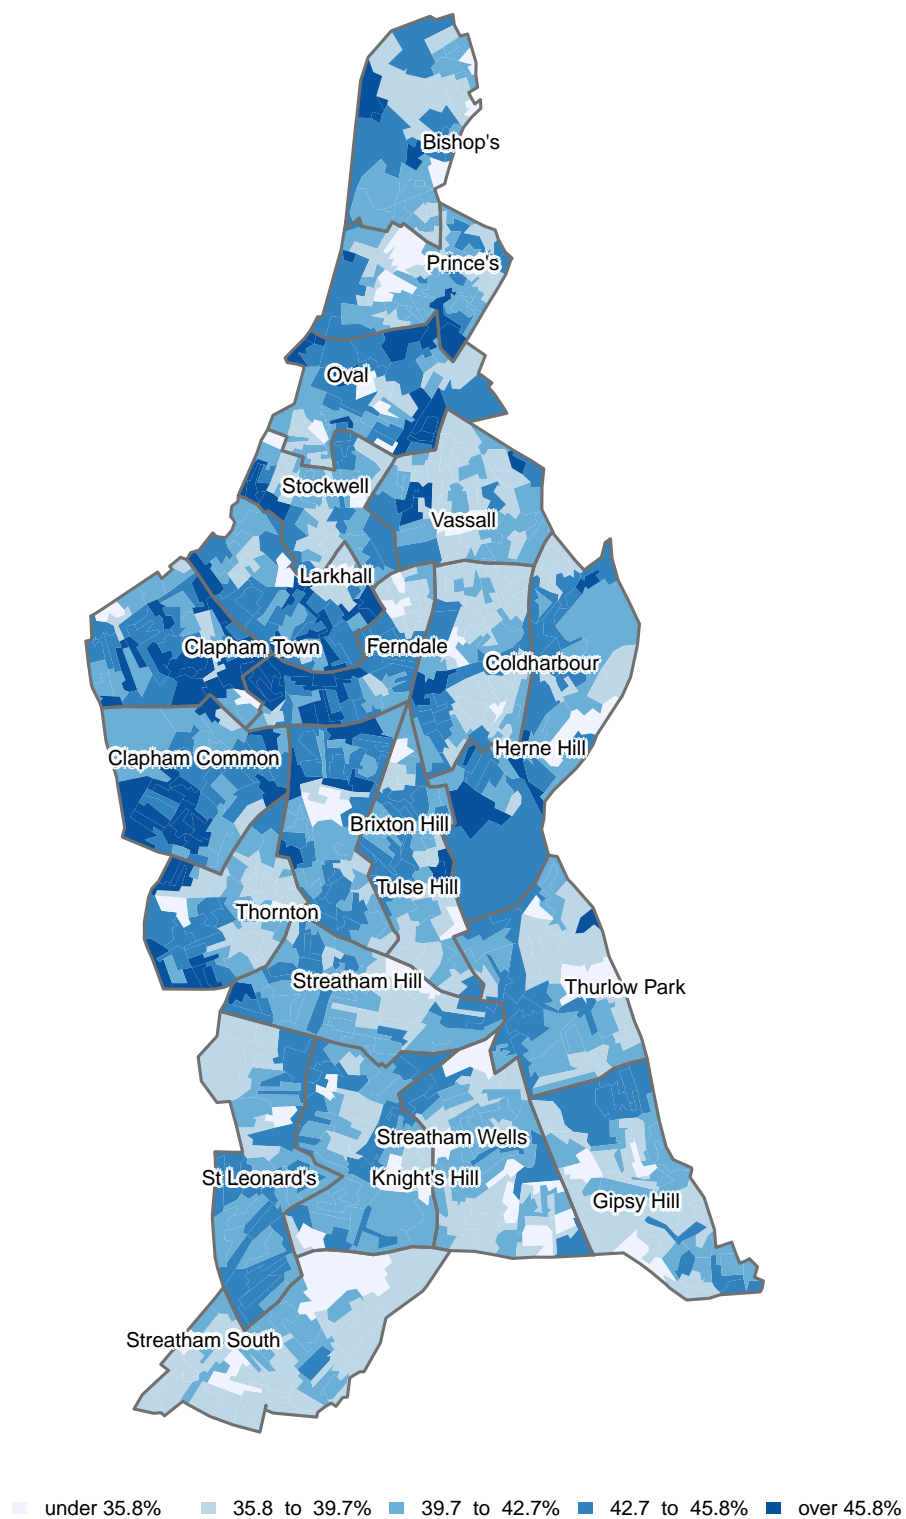 Bishop's
Prince's
Oval
Stockwell
Vassall
Larkhall
Clapham Town
Ferndale
Coldharbour
Clapham Common
Herne Hill
Brixton Hill
Tulse Hill
Thornton
Streatham Hill
Thurlow Park
Streatham Wells
St Leonard's
Knight's Hill
Gipsy Hill
Streatham South
under 35.8% 35.8 to 39.7% 39.7 to 42.7% 42.7 to 45.8% over 45.8%